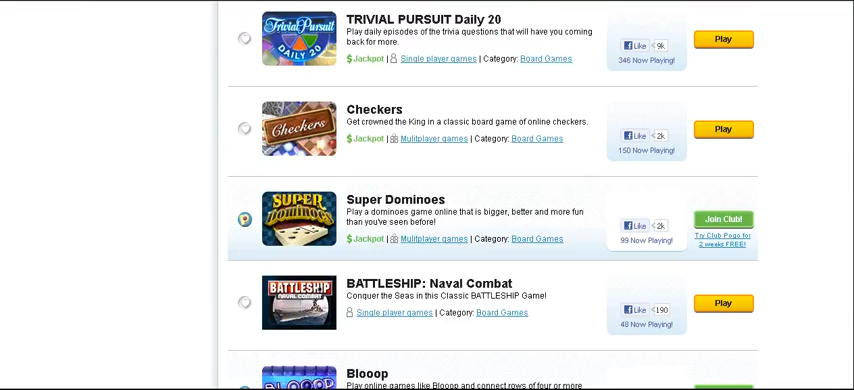 Trivial Pursuit
DAILY 20
TRIVIAL PURSUIT Daily 20
Play daily episodes of the trivia questions that will have you coming
back for more.
$ Jackpot | Single player games | Category: Board Games
Like 9k
346 Now Playing!
Play
Checkers
Checkers
Get crowned the King in a classic board game of online checkers.
$ Jackpot | Mulitplayer games | Category: Board Games
Like 2k
150 Now Playing!
Play
SUPER
Dominoes
Super Dominoes
Play a dominoes game online that is bigger, better and more fun
than you've seen before!
$ Jackpot | Mulitplayer games | Category: Board Games
Like 2k
99 Now Playing!
Join Club!
Try Club Pogo for
2 weeks FREE!
BATTLESHIP
NAVAL COMBAT
BATTLESHIP: Naval Combat
Conquer the Seas in this Classic BATTLESHIP Game!
Single player games | Category: Board Games
Like 190
48 Now Playing!
Play
BLOOOP
Blooop
Play online games like Blooop and connect rows of four or more